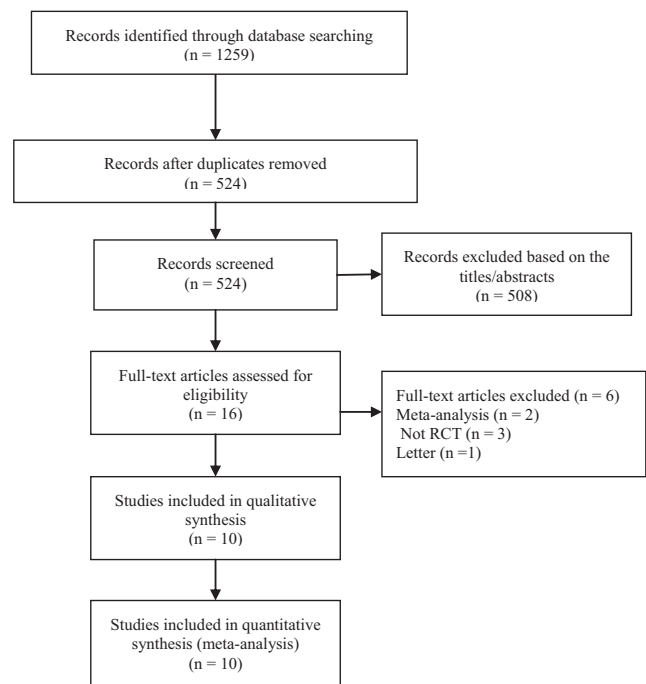 Records identified through database searching
(n = 1259)
Records after duplicates removed
(n = 524)
Records screened
(n = 524)
Records excluded based on the
titles/abstracts
(n = 508)
Full-text articles assessed for
eligibility
(n = 16)
Full-text articles excluded (n = 6)
Meta-analysis (n = 2)
Not RCT (n = 3)
Letter (n =1)
Studies included in qualitative
synthesis
(n = 10)
Studies included in quantitative
synthesis (meta-analysis)
(n = 10)